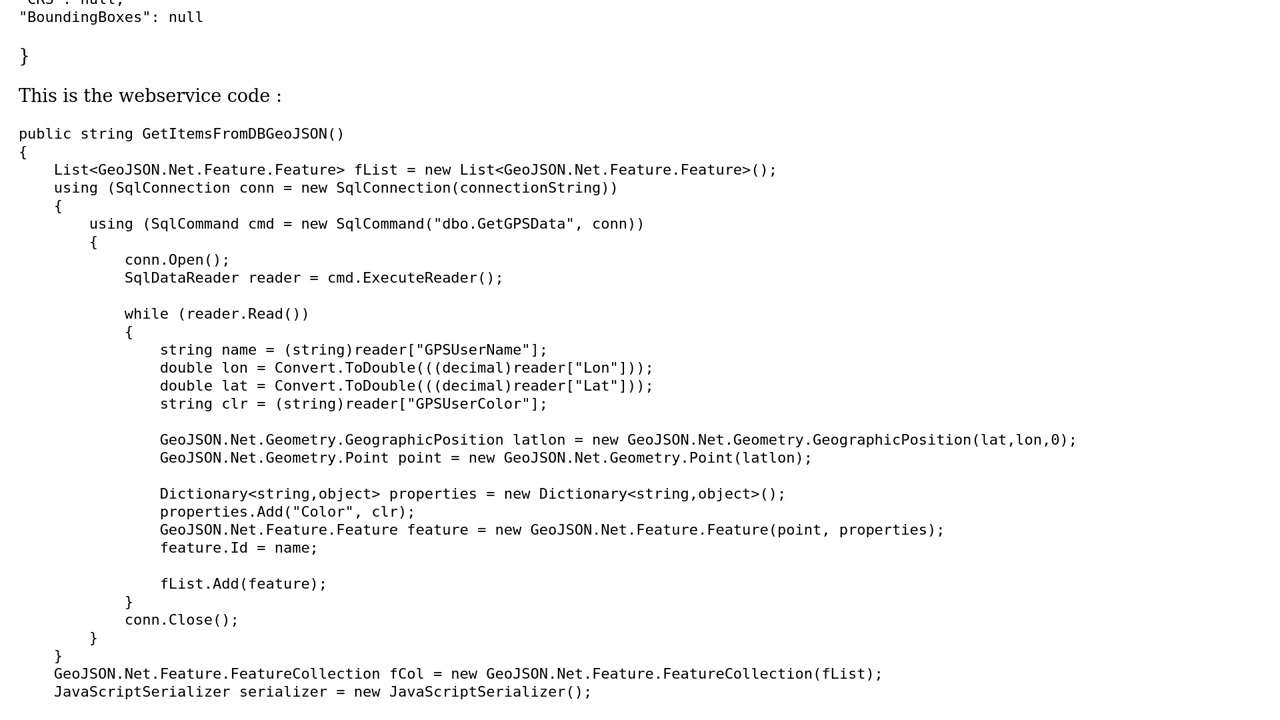 "CRS": null,
"BoundingBoxes": null
}
This is the webservice code :
public string GetItemsFromDBGeoJSON()
{
    List<GeoJSON.Net.Feature.Feature> fList = new List<GeoJSON.Net.Feature.Feature>();
    using (SqlConnection conn = new SqlConnection(connectionString))
    {
        using (SqlCommand cmd = new SqlCommand("dbo.GetGPSData", conn))
        {
            conn.Open();
            SqlDataReader reader = cmd.ExecuteReader();
            while (reader.Read())
            {
                string name = (string)reader["GPSUserName"];
                double lon = Convert.ToDouble(((decimal)reader["Lon"]));
                double lat = Convert.ToDouble(((decimal)reader["Lat"]));
                string clr = (string)reader["GPSUserColor"];
                GeoJSON.Net.Geometry.GeographicPosition latlon = new GeoJSON.Net.Geometry.GeographicPosition(lat,lon,0);
                GeoJSON.Net.Geometry.Point point = new GeoJSON.Net.Geometry.Point(latlon);
                Dictionary<string,object> properties = new Dictionary<string,object>();
                properties.Add("Color", clr);
                GeoJSON.Net.Feature.Feature feature = new GeoJSON.Net.Feature.Feature(point, properties);
                feature.Id = name;
                fList.Add(feature);
            }
            conn.Close();
        }
    }
    GeoJSON.Net.Feature.FeatureCollection fCol = new GeoJSON.Net.Feature.FeatureCollection(fList);
    JavaScriptSerializer serializer = new JavaScriptSerializer();